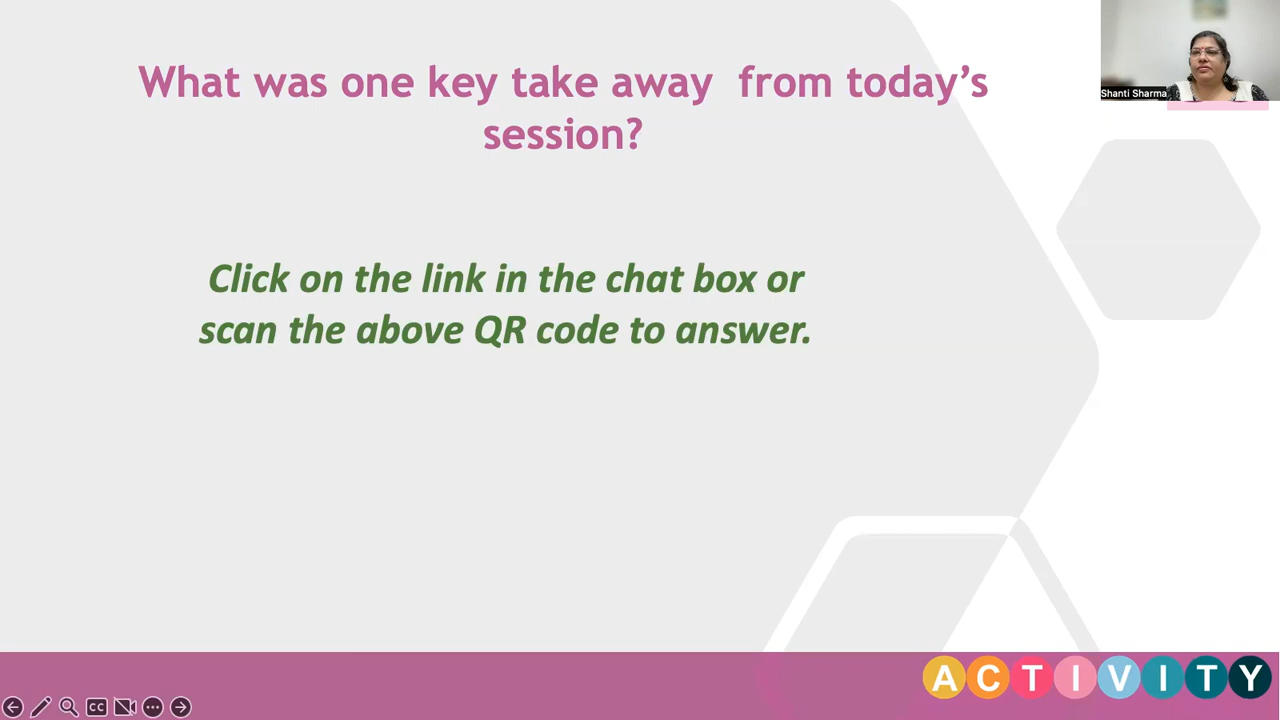 What was one key take away  from today’s
session?
Shanti Sharma
Click on the link in the chat box or
scan the above QR code to answer.
ACTIVITY
CC